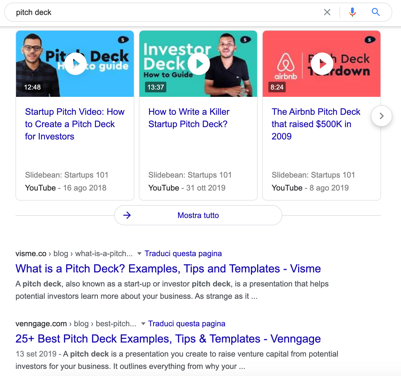 pitch deck
Pitch Deck
How to guide
12:48
Investor
Deck
How to Guide
13:37
airbnb
Pitch Deck
Teardown
8:24
Startup Pitch Video: How
to Create a Pitch Deck
for Investors
How to Write a Killer
Startup Pitch Deck?
The Airbnb Pitch Deck
that raised $500K in
2009
Slidebean: Startups 101
YouTube - 16 ago 2018
Slidebean: Startups 101
YouTube - 31 ott 2019
Slidebean: Startups 101
YouTube - 8 ago 2019
Mostra tutto
visme.co › blog › what-is-a-pitch... Traduci questa pagina
What is a Pitch Deck? Examples, Tips and Templates - Visme
A pitch deck, also known as a start-up or investor pitch deck, is a presentation that helps
potential investors learn more about your business. As strange as it ...
venngage.com › blog › best-pitch... Traduci questa pagina
25+ Best Pitch Deck Examples, Tips & Templates - Venngage
13 set 2019 - A pitch deck is a presentation you create to raise venture capital from potential
investors for your business. It outlines everything from why your ...